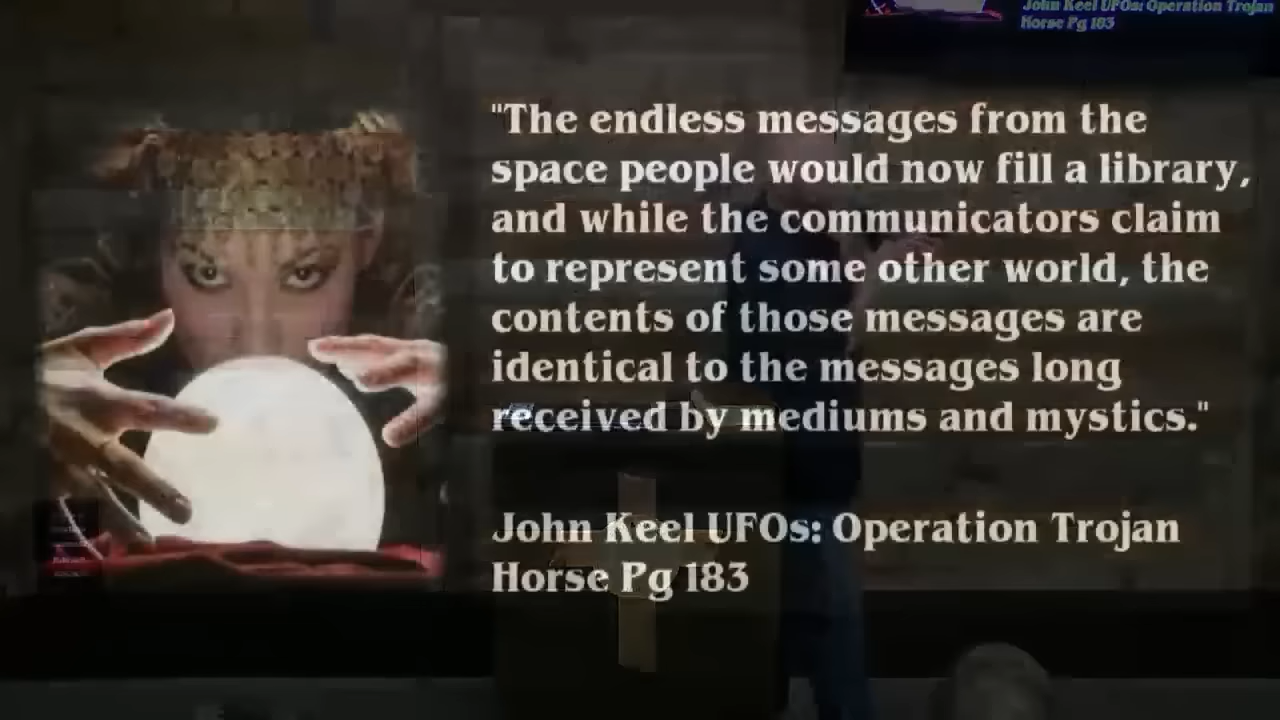 John Keel UFOs: Operation Trojan
Horse Pg 183
"The endless messages from the
space people would now fill a library,
and while the communicators claim
to represent some other world, the
contents of those messages are
identical to the messages long
received by mediums and mystics."
John Keel UFOs: Operation Trojan
Horse Pg 183